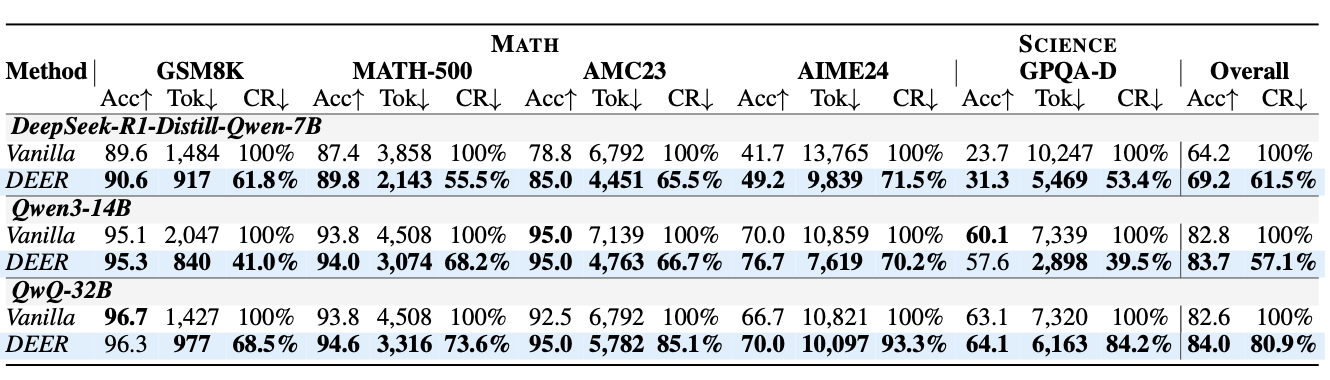 MATH SCIENCE
Method GSM8K MATH-500 AMC23 AIME24 GPQA-D Overall
Acc↑ Tok↓ CR↓ Acc↑ Tok↓ CR↓ Acc↑ Tok↓ CR↓ Acc↑ Tok↓ CR↓ Acc↑ Tok↓ CR↓ Acc↑ CR↓
DeepSeek-R1-Distill-Qwen-7B
Vanilla 89.6 1,484 100% 87.4 3,858 100% 78.8 6,792 100% 41.7 13,765 100% 23.7 10,247 100% 64.2 100%
DEER 90.6 917 61.8% 89.8 2,143 55.5% 85.0 4,451 65.5% 49.2 9,839 71.5% 31.3 5,469 53.4% 69.2 61.5%
Qwen3-14B
Vanilla 95.1 2,047 100% 93.8 4,508 100% 95.0 7,139 100% 70.0 10,859 100% 60.1 7,339 100% 82.8 100%
DEER 95.3 840 41.0% 94.0 3,074 68.2% 95.0 4,763 66.7% 76.7 7,619 70.2% 57.6 2,898 39.5% 83.7 57.1%
QwQ-32B
Vanilla 96.7 1,427 100% 93.8 4,508 100% 92.5 6,792 100% 66.7 10,821 100% 63.1 7,320 100% 82.6 100%
DEER 96.3 977 68.5% 94.6 3,316 73.6% 95.0 5,782 85.1% 70.0 10,097 93.3% 64.1 6,163 84.2% 84.0 80.9%